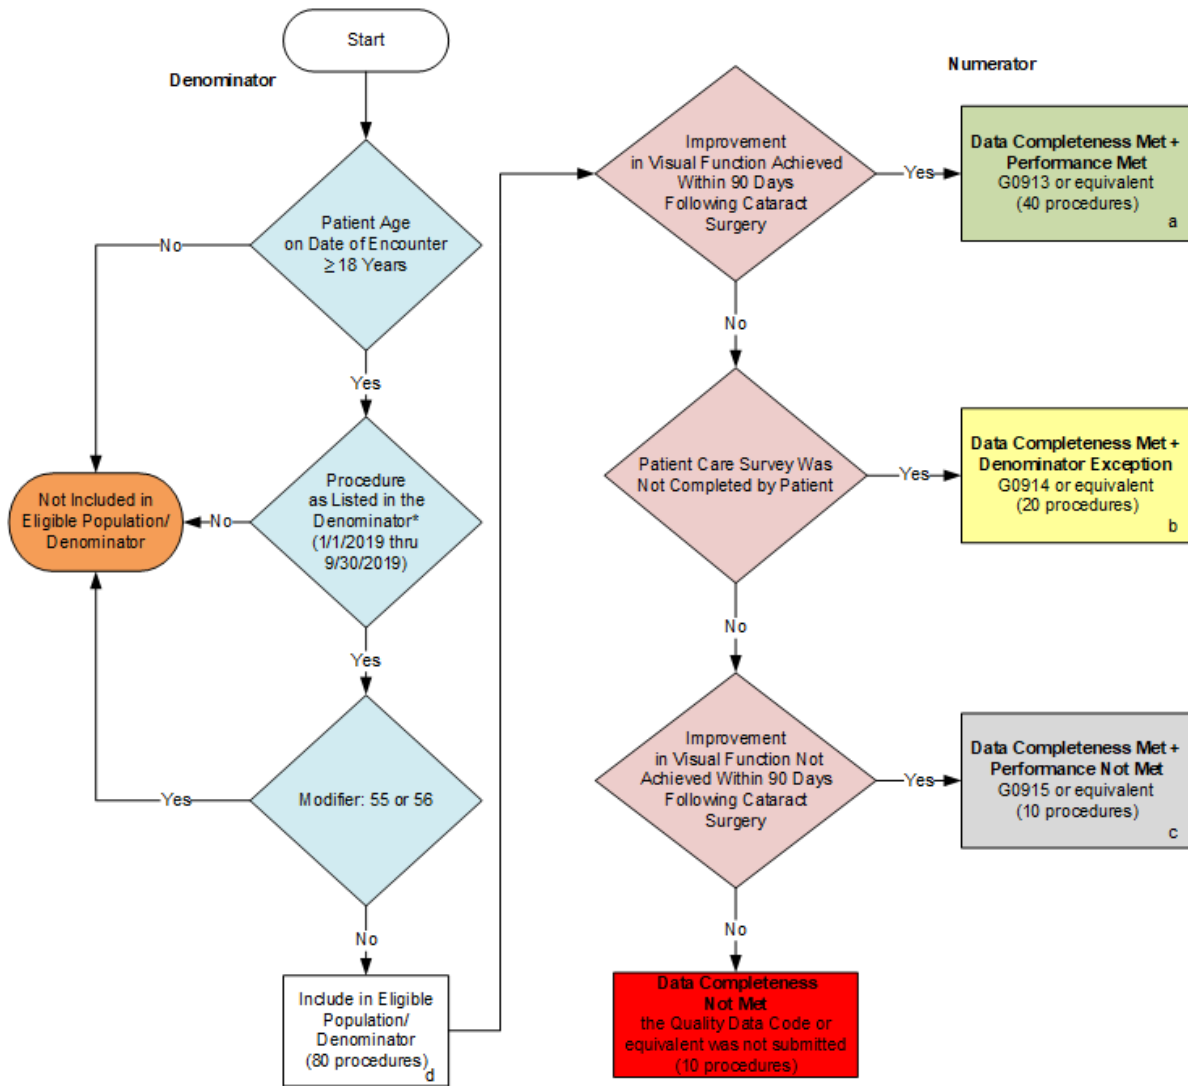 Start
Denominator
Patient Age
on Date of Encounter
≥ 18 Years
No
Yes
Procedure
as Listed in the
Denominator*
(1/1/2019 thru
9/30/2019)
No
Not Included in
Eligible Population/
Denominator
Yes
Modifier: 55 or 56
Yes
No
Include in Eligible
Population/
Denominator
(80 procedures)
d
Numerator
Improvement
in Visual Function Achieved
Within 90 Days
Following Cataract
Surgery
Yes
Data Completeness Met +
Performance Met
G0913 or equivalent
(40 procedures)
a
No
Patient Care Survey Was
Not Completed by Patient
Yes
Data Completeness Met +
Denominator Exception
G0914 or equivalent
(20 procedures)
b
No
Improvement
in Visual Function Not
Achieved Within 90 Days
Following Cataract
Surgery
Yes
Data Completeness Met +
Performance Not Met
G0915 or equivalent
(10 procedures)
c
No
Data Completeness
Not Met
the Quality Data Code or
equivalent was not submitted
(10 procedures)